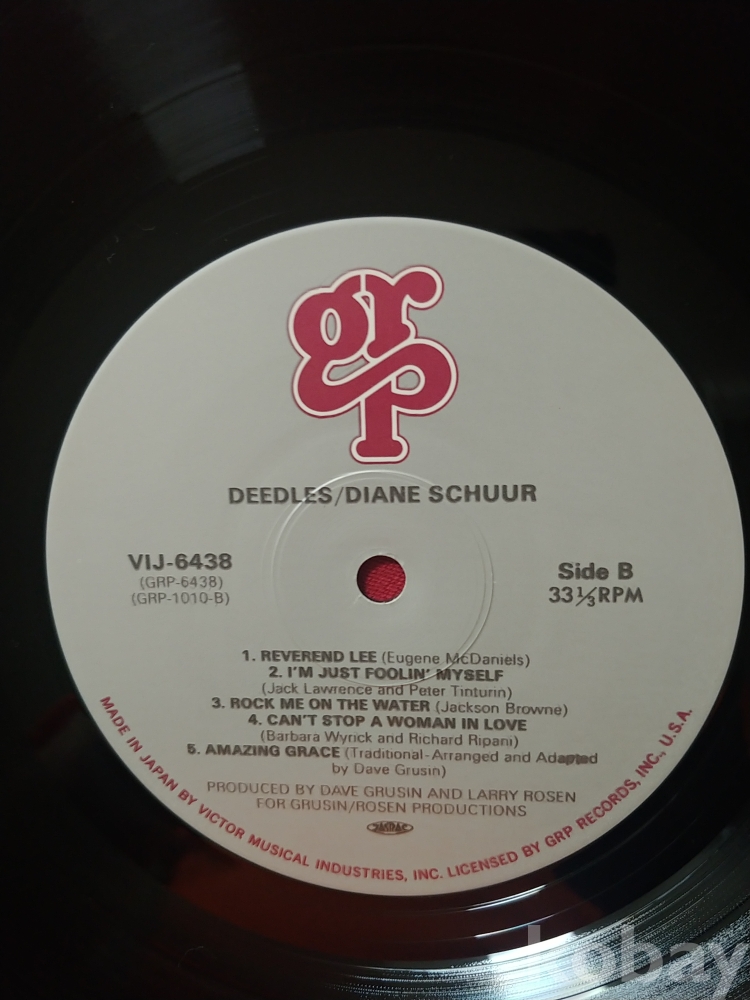 grp
DEEDLES/DIANE SCHUUR
VIJ-6438
(GRP-6438)
(GRP-1010-B)
Side B
33⅓RPM
1. REVEREND LEE (Eugene McDaniels)
2. I'M JUST FOOLIN' MYSELF
(Jack Lawrence and Peter Tinturin)
3. ROCK ME ON THE WATER (Jackson Browne)
4. CAN'T STOP A WOMAN IN LOVE
(Barbara Wyrick and Richard Ripani)
5. AMAZING GRACE (Traditional-Arranged and Adapted
by Dave Grusin)
PRODUCED BY DAVE GRUSIN AND LARRY ROSEN
FOR GRUSIN/ROSEN PRODUCTIONS
JASRAC
MADE IN JAPAN BY VICTOR MUSICAL INDUSTRIES, INC. LICENSED BY GRP RECORDS, INC., U.S.A.
kobay